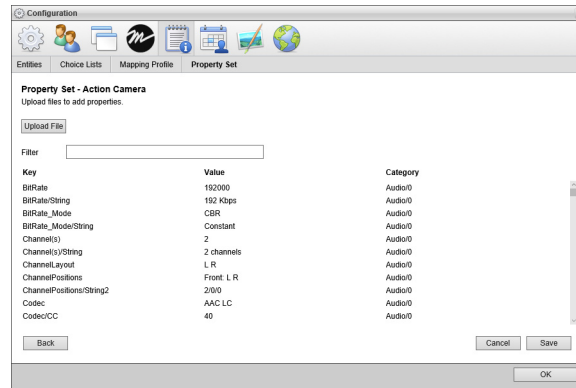 Configuration
Entities Choice Lists Mapping Profile Property Set
Property Set - Action Camera
Upload files to add properties.
Upload File
Filter
Key Value Category
BitRate 192000 Audio/0
BitRate/String 192 Kbps Audio/0
BitRate_Mode CBR Audio/0
BitRate_Mode/String Constant Audio/0
Channel(s) 2 Audio/0
Channel(s)/String 2 channels Audio/0
ChannelLayout L R Audio/0
ChannelPositions Front: L R Audio/0
ChannelPositions/String2 2/0/0 Audio/0
Codec AAC LC Audio/0
Codec/CC 40 Audio/0
Back Cancel Save
OK